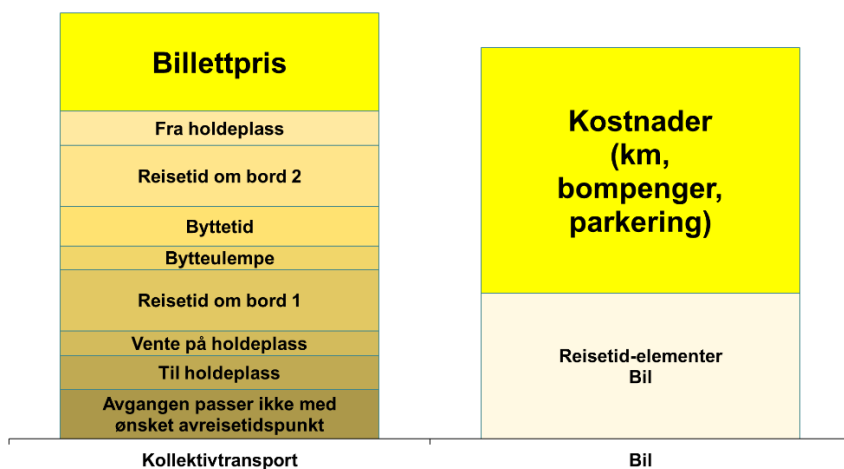 Billettpris
Fra holdeplass
Reisetid om bord 2
Byttetid
Bytteulempe
Reisetid om bord 1
Vente på holdeplass
Til holdeplass
Avgangen passer ikke med
ønsket avreisetidspunkt
Kollektivtransport
Kostnader
(km,
bompenger,
parkering)
Reisetid-elementer
Bil
Bil